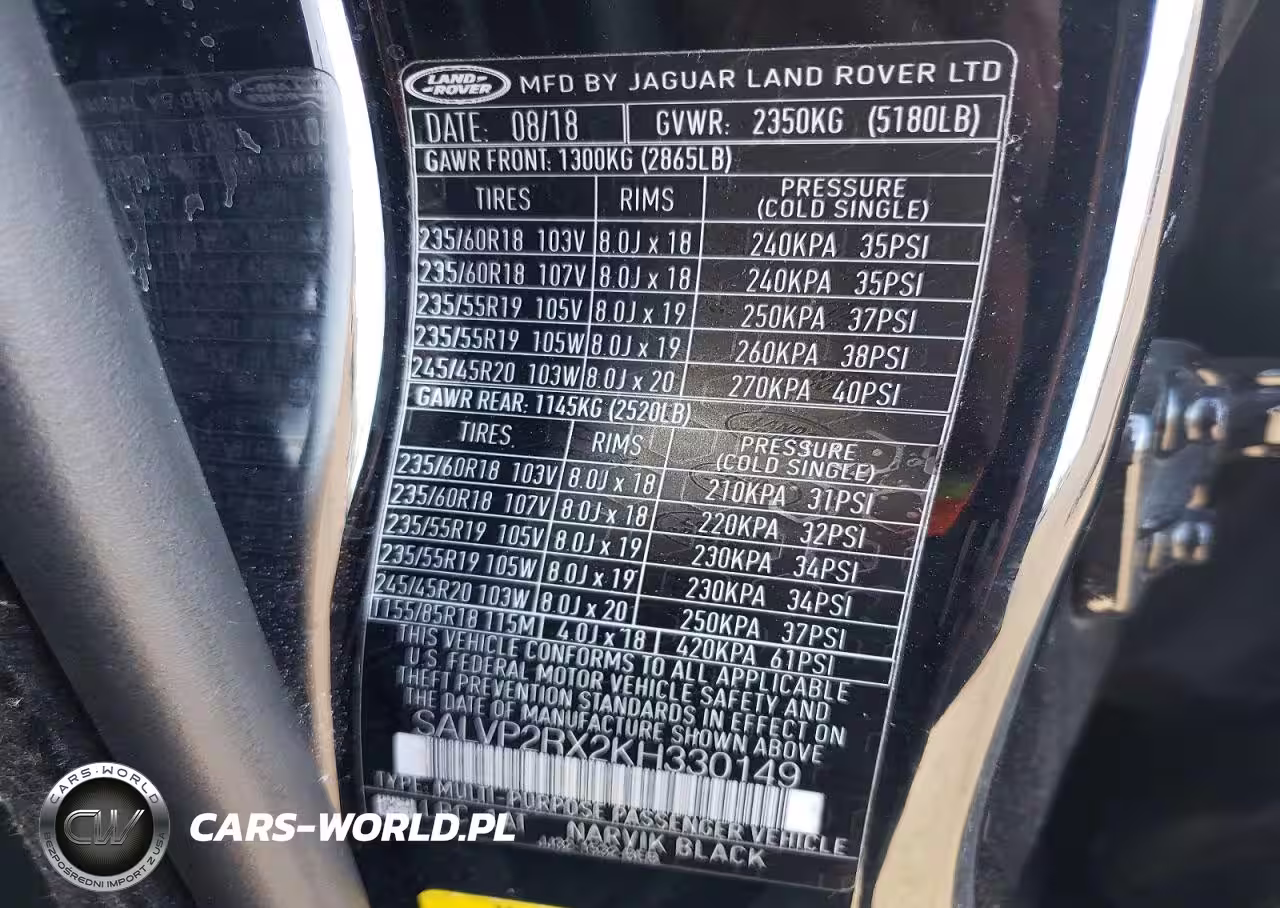 LAND ROVER MFD BY JAGUAR LAND ROVER LTD
DATE: 08/18 GVWR: 2350KG (5180LB)
GAWR FRONT: 1300KG (2865LB)
TIRES RIMS PRESSURE (COLD SINGLE)
235/60R18 103V 8.0J x 18 240KPA 35PSI
235/60R18 107V 8.0J x 18 240KPA 35PSI
235/55R19 105V 8.0J x 19 250KPA 37PSI
235/55R19 105W 8.0J x 19 260KPA 38PSI
245/45R20 103W 8.0J x 20 270KPA 40PSI
GAWR REAR: 1145KG (2520LB)
TIRES RIMS PRESSURE (COLD SINGLE)
235/60R18 103V 8.0J x 18 210KPA 31PSI
235/60R18 107V 8.0J x 18 220KPA 32PSI
235/55R19 105V 8.0J x 19 230KPA 34PSI
235/55R19 105W 8.0J x 19 230KPA 34PSI
245/45R20 103W 8.0J x 20 250KPA 37PSI
T155/85R18 115M 4.0J x 18 420KPA 61PSI
THIS VEHICLE CONFORMS TO ALL APPLICABLE
U.S. FEDERAL MOTOR VEHICLE SAFETY AND
THEFT PREVENTION STANDARDS IN EFFECT ON
THE DATE OF MANUFACTURE SHOWN ABOVE
SALVP2RX2KH330149
TYPE: MULTI PURPOSE PASSENGER VEHICLE
NARVIK BLACK
CARS-WORLD
CW
BEZPOŚREDNI IMPORT Z USA
CARS-WORLD.PL